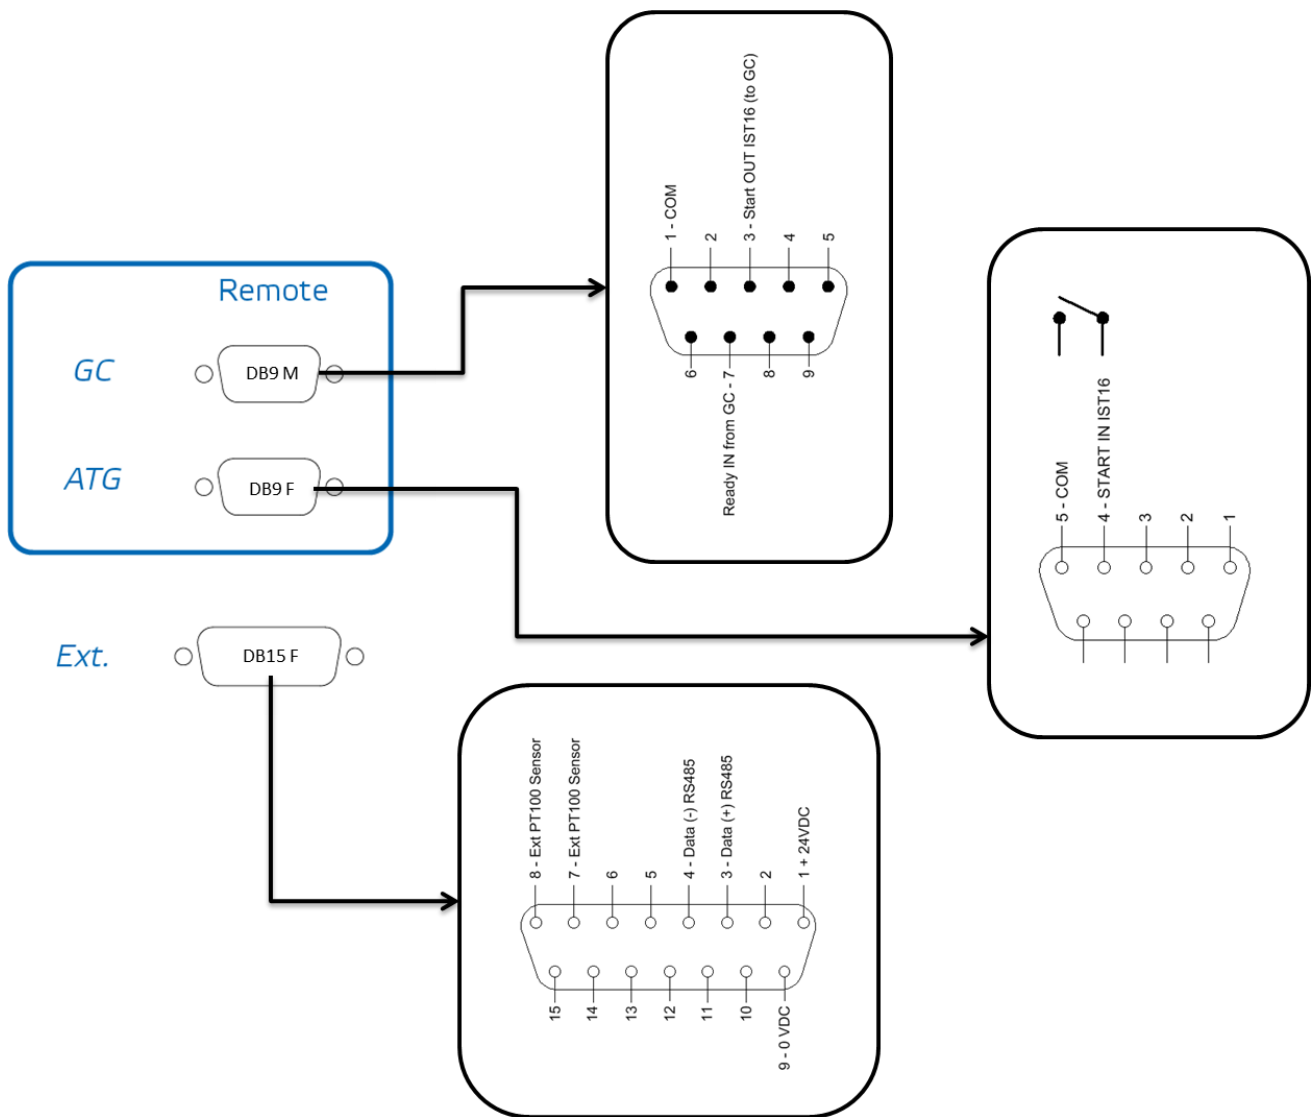 Remote
GC
DB9 M
ATG
DB9 F
Ext.
DB15 F
1 - COM
2
3 - Start OUT IST16 (to GC)
4
5
6
Ready IN from GC - 7
8
9
5 - COM
4 - START IN IST16
3
2
1
8 - Ext PT100 Sensor
7 - Ext PT100 Sensor
6
5
4 - Data (-) RS485
3 - Data (+) RS485
2
1 + 24VDC
15
14
13
12
11
10
9 - 0 VDC